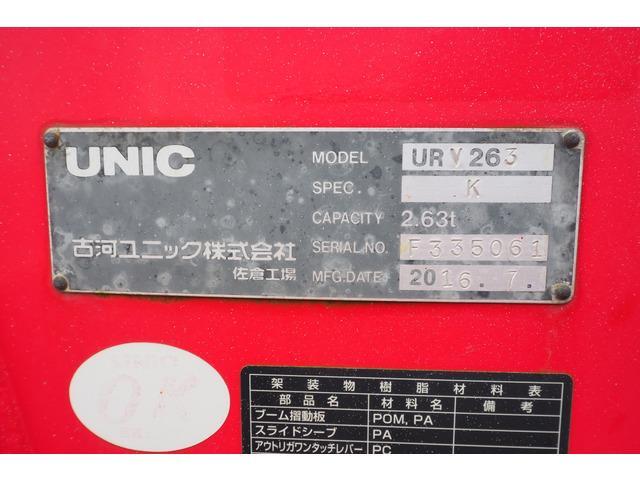 UNIC
MODEL URV263
SPEC. K
CAPACITY 2.63t
古河ユニック株式会社
SERIAL NO. F335061
佐倉工場
MFG.DATE 2016. 7.
OK
架装物樹脂材料表
部品名 材料名 備考
ブーム摺動板 POM, PA
スライドシーブ PA
アウトリガワンタッチレバー PC